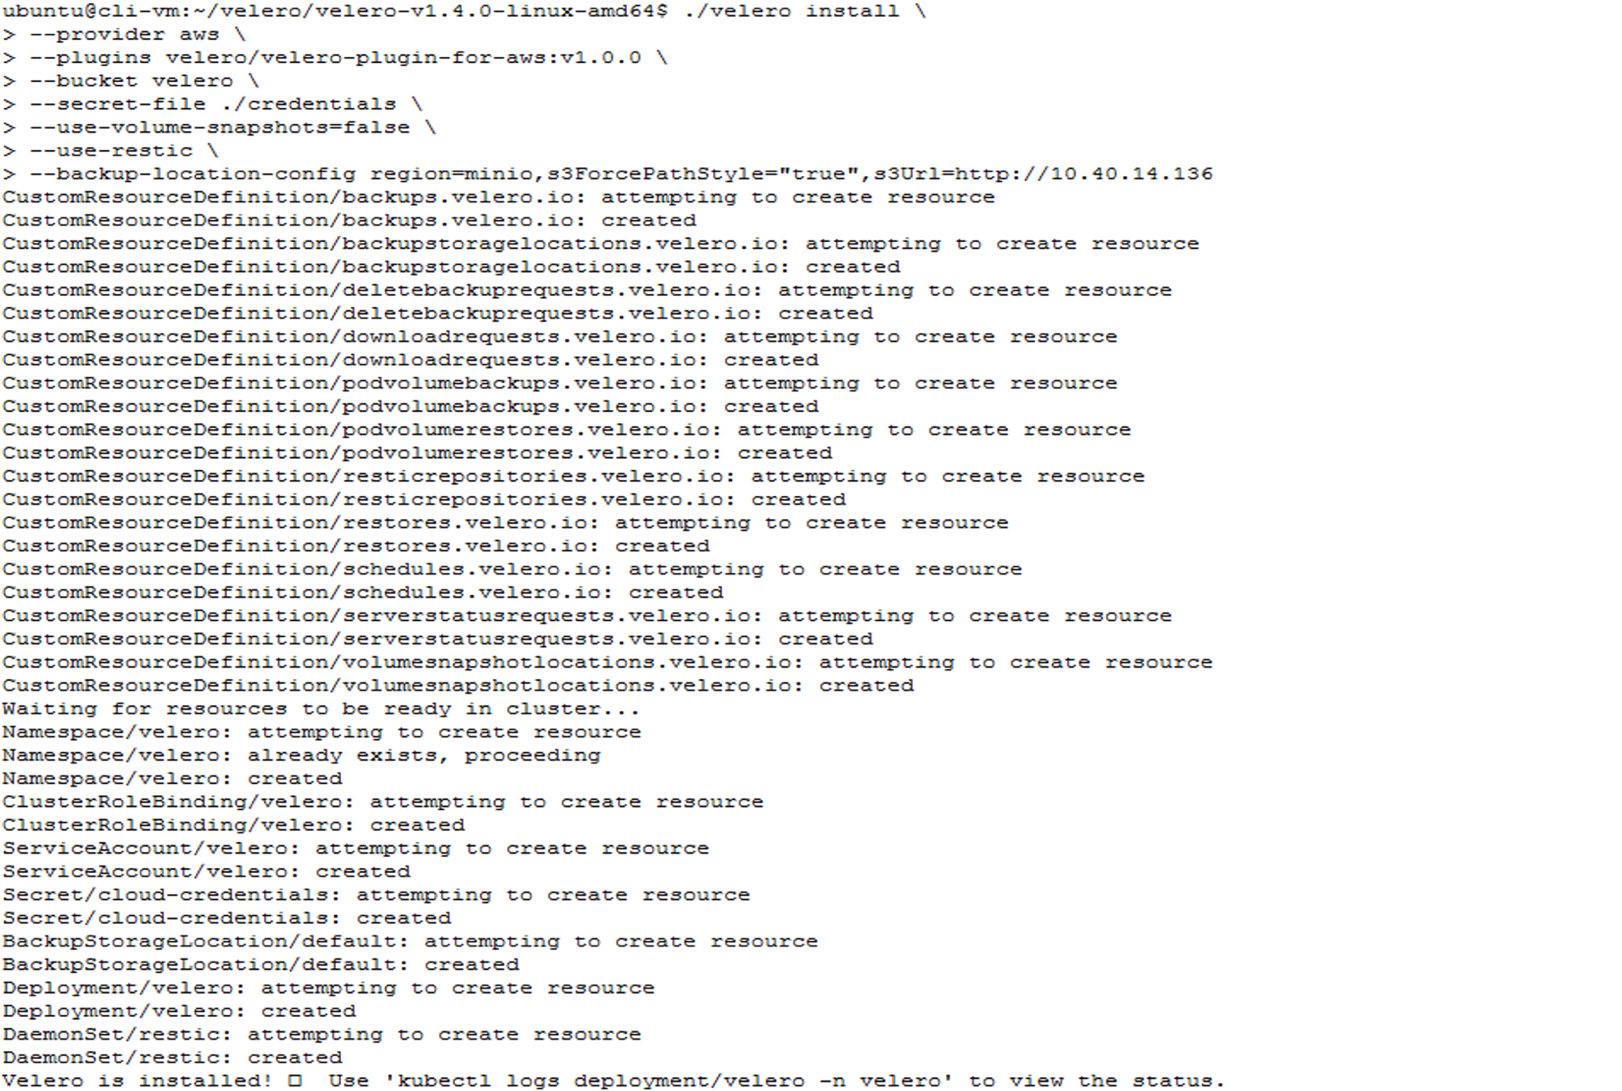 ubuntu@cli-vm:~/velero/velero-v1.4.0-linux-amd64$ ./velero install \
> --provider aws \
> --plugins velero/velero-plugin-for-aws:v1.0.0 \
> --bucket velero \
> --secret-file ./credentials \
> --use-volume-snapshots=false \
> --use-restic \
> --backup-location-config region=minio,s3ForcePathStyle="true",s3Url=http://10.40.14.136
CustomResourceDefinition/backups.velero.io: attempting to create resource
CustomResourceDefinition/backups.velero.io: created
CustomResourceDefinition/backupstoragelocations.velero.io: attempting to create resource
CustomResourceDefinition/backupstoragelocations.velero.io: created
CustomResourceDefinition/deletebackuprequests.velero.io: attempting to create resource
CustomResourceDefinition/deletebackuprequests.velero.io: created
CustomResourceDefinition/downloadrequests.velero.io: attempting to create resource
CustomResourceDefinition/downloadrequests.velero.io: created
CustomResourceDefinition/podvolumebackups.velero.io: attempting to create resource
CustomResourceDefinition/podvolumebackups.velero.io: created
CustomResourceDefinition/podvolumerestores.velero.io: attempting to create resource
CustomResourceDefinition/podvolumerestores.velero.io: created
CustomResourceDefinition/resticrepositories.velero.io: attempting to create resource
CustomResourceDefinition/resticrepositories.velero.io: created
CustomResourceDefinition/restores.velero.io: attempting to create resource
CustomResourceDefinition/restores.velero.io: created
CustomResourceDefinition/schedules.velero.io: attempting to create resource
CustomResourceDefinition/schedules.velero.io: created
CustomResourceDefinition/serverstatusrequests.velero.io: attempting to create resource
CustomResourceDefinition/serverstatusrequests.velero.io: created
CustomResourceDefinition/volumesnapshotlocations.velero.io: attempting to create resource
CustomResourceDefinition/volumesnapshotlocations.velero.io: created
Waiting for resources to be ready in cluster...
Namespace/velero: attempting to create resource
Namespace/velero: already exists, proceeding
Namespace/velero: created
ClusterRoleBinding/velero: attempting to create resource
ClusterRoleBinding/velero: created
ServiceAccount/velero: attempting to create resource
ServiceAccount/velero: created
Secret/cloud-credentials: attempting to create resource
Secret/cloud-credentials: created
BackupStorageLocation/default: attempting to create resource
BackupStorageLocation/default: created
Deployment/velero: attempting to create resource
Deployment/velero: created
DaemonSet/restic: attempting to create resource
DaemonSet/restic: created
Velero is installed! □  Use 'kubectl logs deployment/velero -n velero' to view the status.